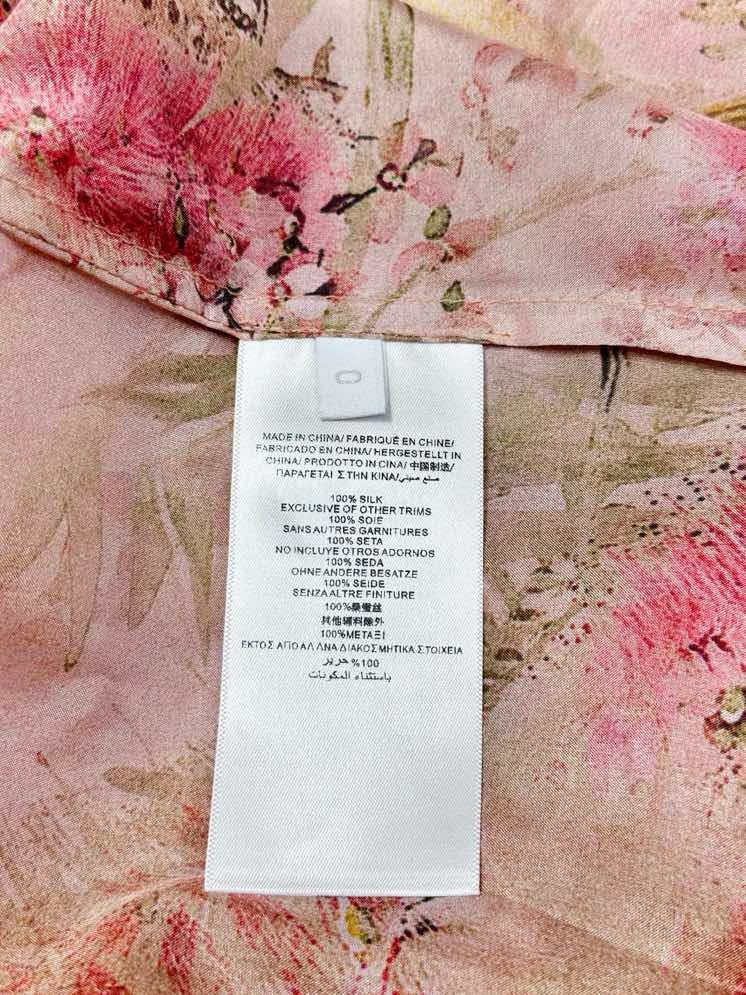 0
MADE IN CHINA/ FABRIQUÉ EN CHINE/
FABRICADO EN CHINA/ HERGESTELLT IN
CHINA/ PRODOTTO IN CINA/ 中国制造/
ΠΑΡΑΓΕΤΑΙ ΣΤΗΝ ΚΙΝΑ/صنع صيني
100% SILK
EXCLUSIVE OF OTHER TRIMS
100% SOIE
SANS AUTRES GARNITURES
100% SETA
NO INCLUYE OTROS ADORNOS
100% SEDA
OHNE ANDERE BESATZE
100% SEIDE
SENZA ALTRE FINITURE
100%桑蚕丝
其他辅料除外
100%ΜΕΤΑΞΙ
ΕΚΤΟΣ ΑΠΟ ΑΛΛΝΑ ΔΙΑΚΟΣΜΗΤΙΚΑ ΣΤΟΙΧΕΙΑ
100% حرير
باستثناء المكونات